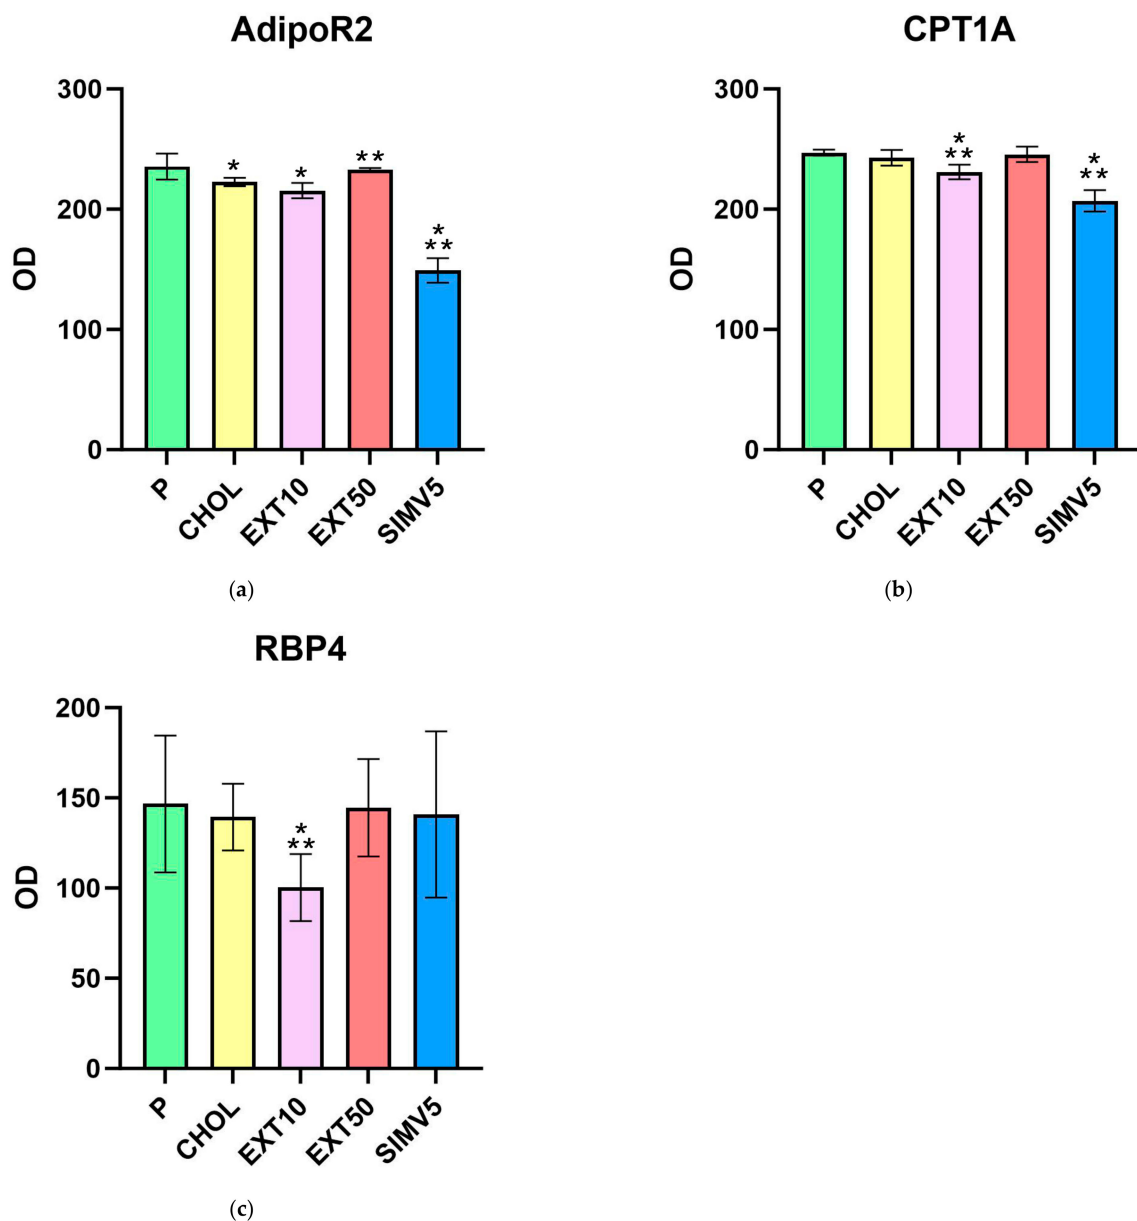 AdipoR2
300
200
100
0
OD
*
*
**
*
**
P
CHOL
EXT10
EXT50
SIMV5
(a)
CPT1A
300
200
100
0
OD
*
**
*
**
P
CHOL
EXT10
EXT50
SIMV5
(b)
RBP4
200
150
100
50
0
OD
*
**
P
CHOL
EXT10
EXT50
SIMV5
(c)